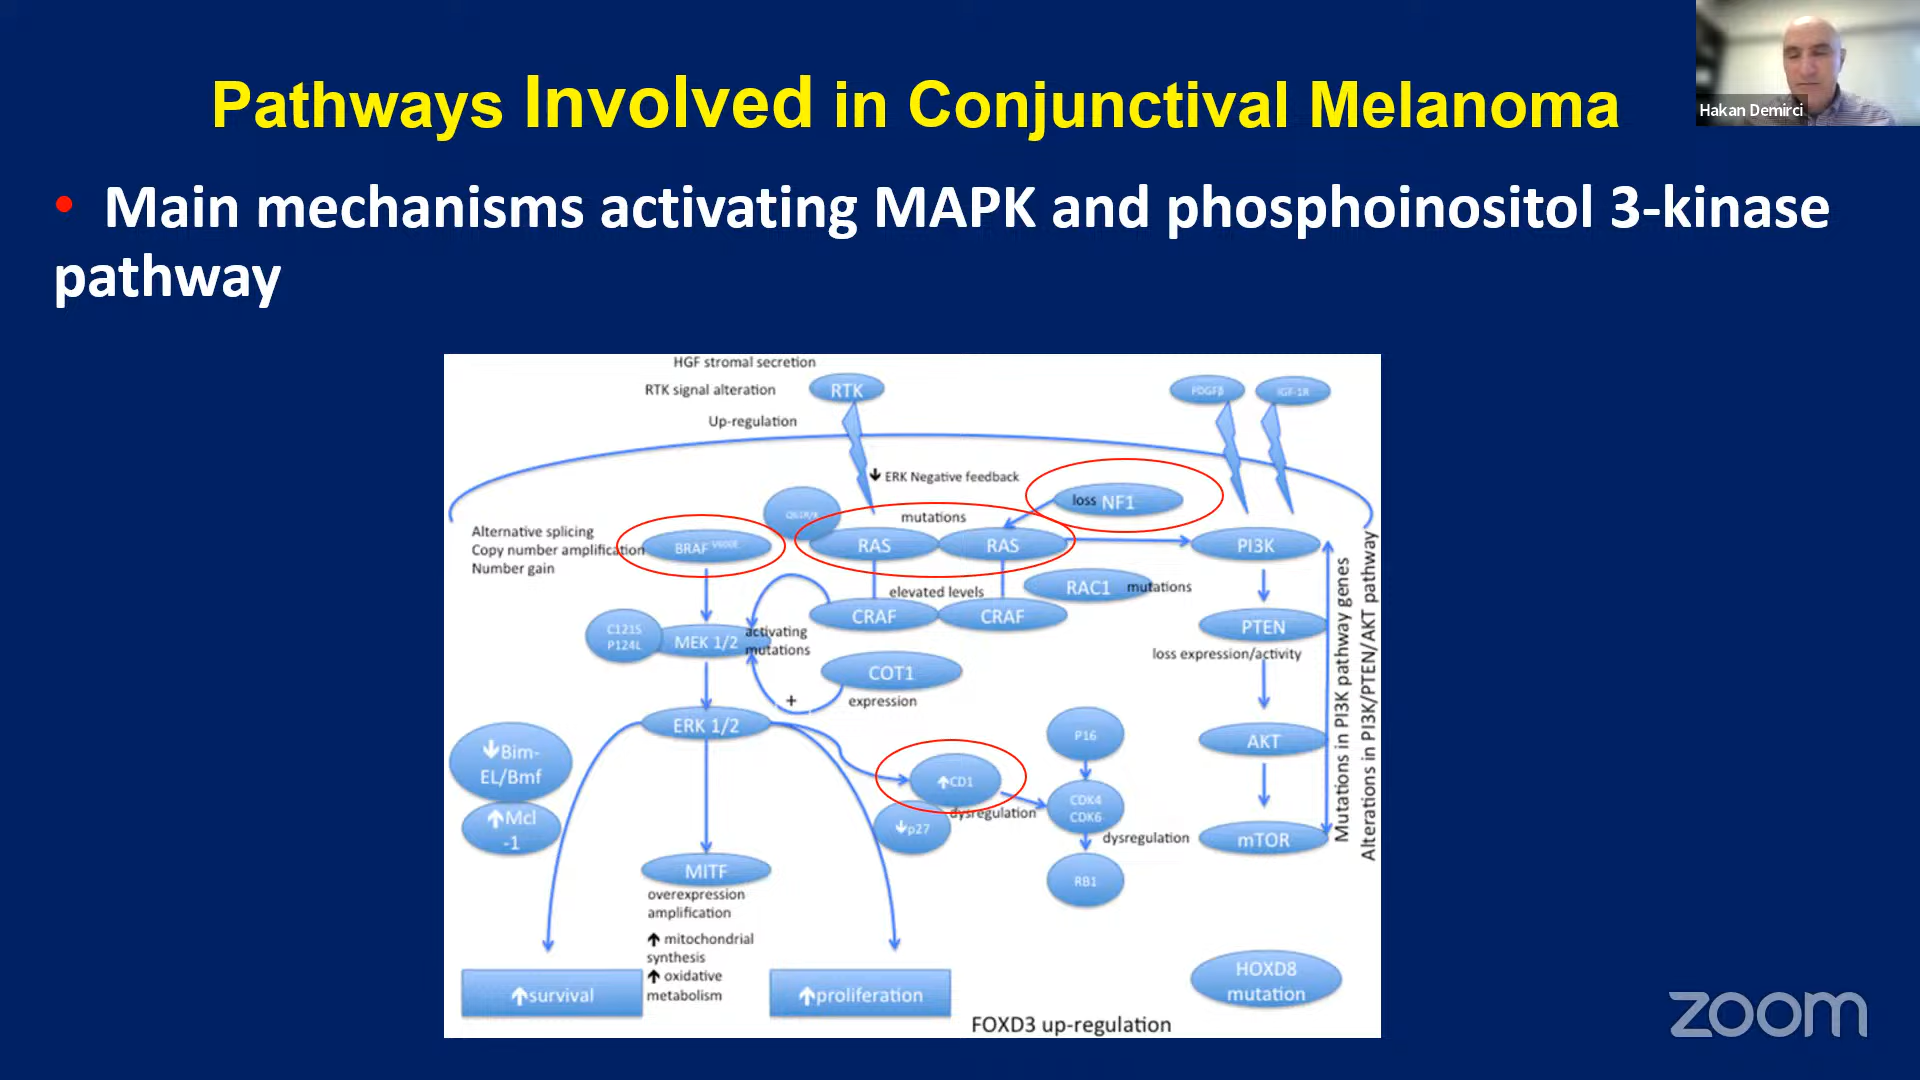 Pathways Involved in Conjunctival Melanoma
Hakan Demirci
• Main mechanisms activating MAPK and phosphoinositol 3-kinase
pathway
HGF stromal secretion
RTK signal alteration
RTK
Up-regulation
PDGFβ
IGF-1R
ERK Negative feedback
loss NF1
mutations
Alternative splicing
Copy number amplification
Number gain
BRAF V600E
RAS
RAS
PI3K
RAC1 mutations
elevated levels
CRAF
CRAF
C121S
P124L
MEK 1/2
activating
mutations
PTEN
loss expression/activity
COT1
expression
+
ERK 1/2
P16
AKT
Bim-
EL/Bmf
CD1
dysregulation
CDK4
CDK6
Mcl
-1
p27
dysregulation
mTOR
RB1
MITF
overexpression
amplification
mitochondrial
synthesis
oxidative
metabolism
survival
proliferation
HOXD8
mutation
FOXD3 up-regulation
Mutations in PI3K pathway genes
Alterations in PI3K/PTEN/AKT pathway
zoom